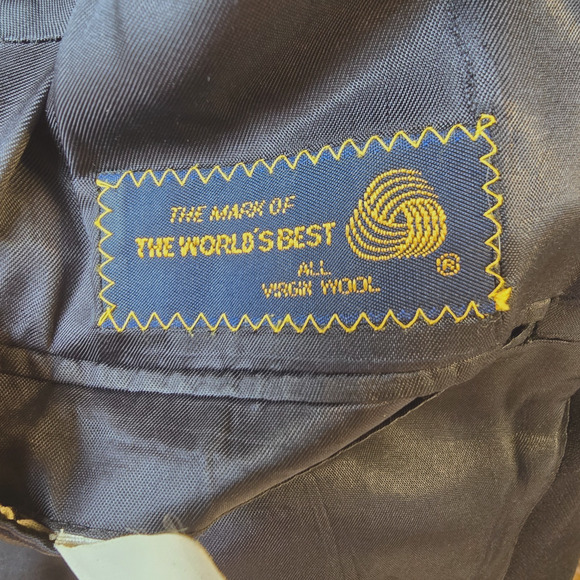 THE MARK OF
THE WORLD'S BEST
ALL
VIRGIN WOOL
®